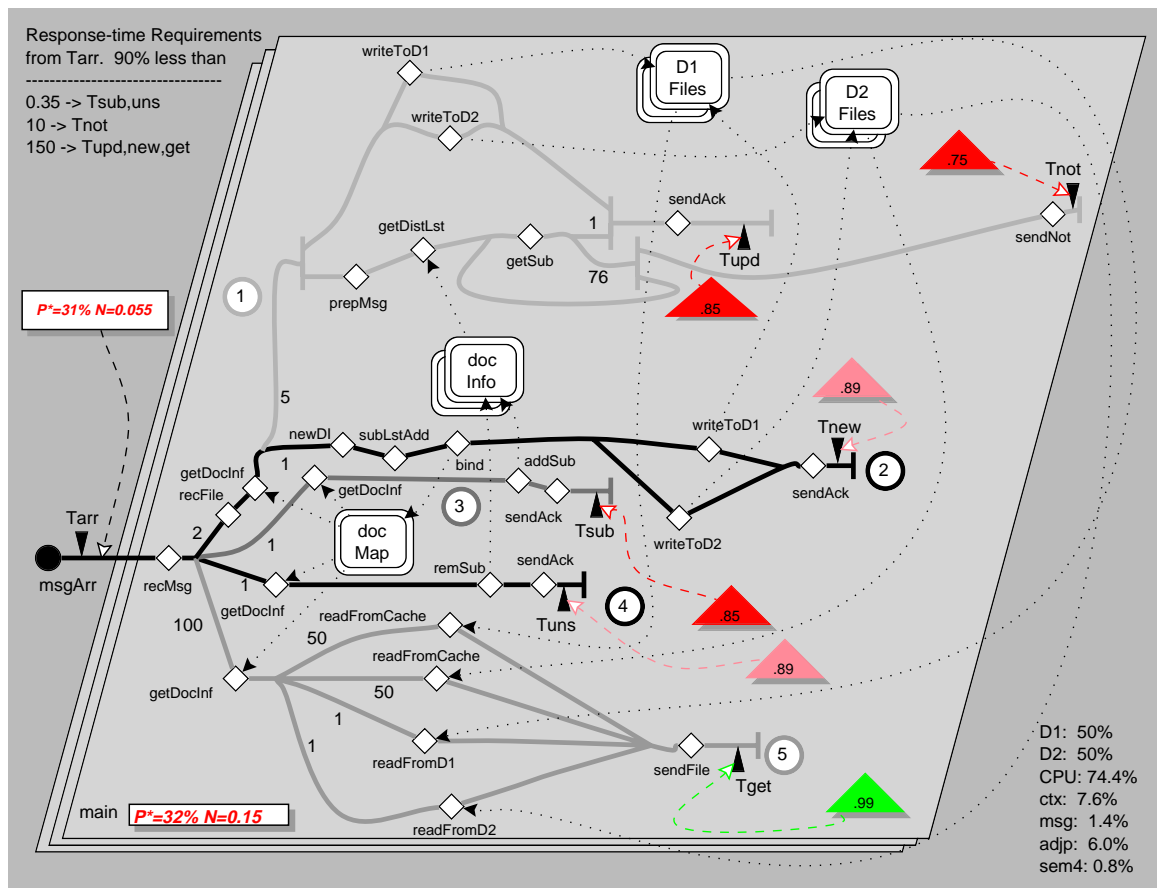 Response-time Requirements
from Tarr. 90% less than
---------------------------------
0.35 -> Tsub,uns
10 -> Tnot
150 -> Tupd,new,get
writeToD1
D1
Files
D2
Files
writeToD2
.75
Tnot
sendNot
sendAck
1
getDistLst
getSub
Tupd
76
prepMsg
.85
1
P*=31% N=0.055
doc
Info
.89
5
newDI
subLstAdd
bind
writeToD1
Tnew
1
getDocInf
recFile
getDocInf
addSub
sendAck
2
3
sendAck
Tarr
2
1
doc
Map
Tsub
writeToD2
msgArr
recMsg
1
getDocInf
remSub
sendAck
Tuns
4
.85
100
50
readFromCache
readFromCache
.89
getDocInf
50
1
1
readFromD1
sendFile
Tget
5
.99
main
P*=32% N=0.15
readFromD2
D1: 50%
D2: 50%
CPU: 74.4%
ctx: 7.6%
msg: 1.4%
adjp: 6.0%
sem4: 0.8%